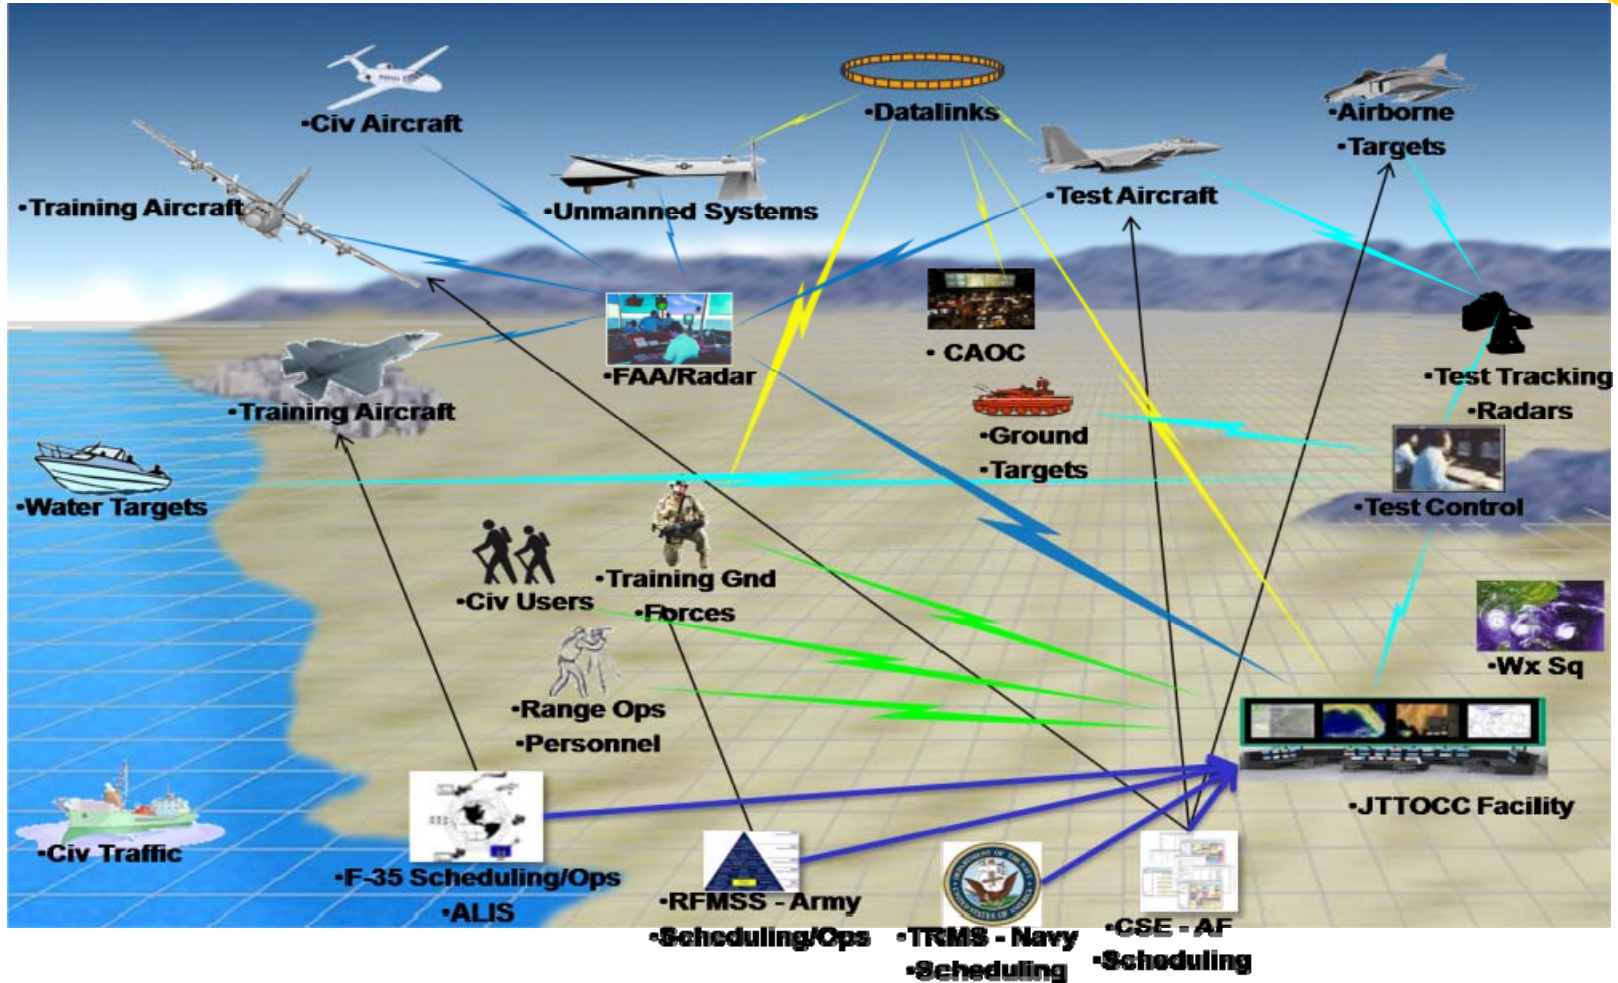 •Civ Aircraft
•Datalinks
•Airborne
•Targets
•Training Aircraft
•Unmanned Systems
•Test Aircraft
•FAA/Radar
• CAOC
•Test Tracking
•Radars
•Training Aircraft
•Ground
•Targets
•Water Targets
•Test Control
•Training Gnd
•Forces
•Civ Users
•Wx Sq
•Range Ops
•Personnel
•JTTOCC Facility
•Civ Traffic
•F-35 Scheduling/Ops
•ALIS
•RFMSS - Army
•Scheduling/Ops
•TRMS - Navy
•Scheduling
•CSE - AF
•Scheduling